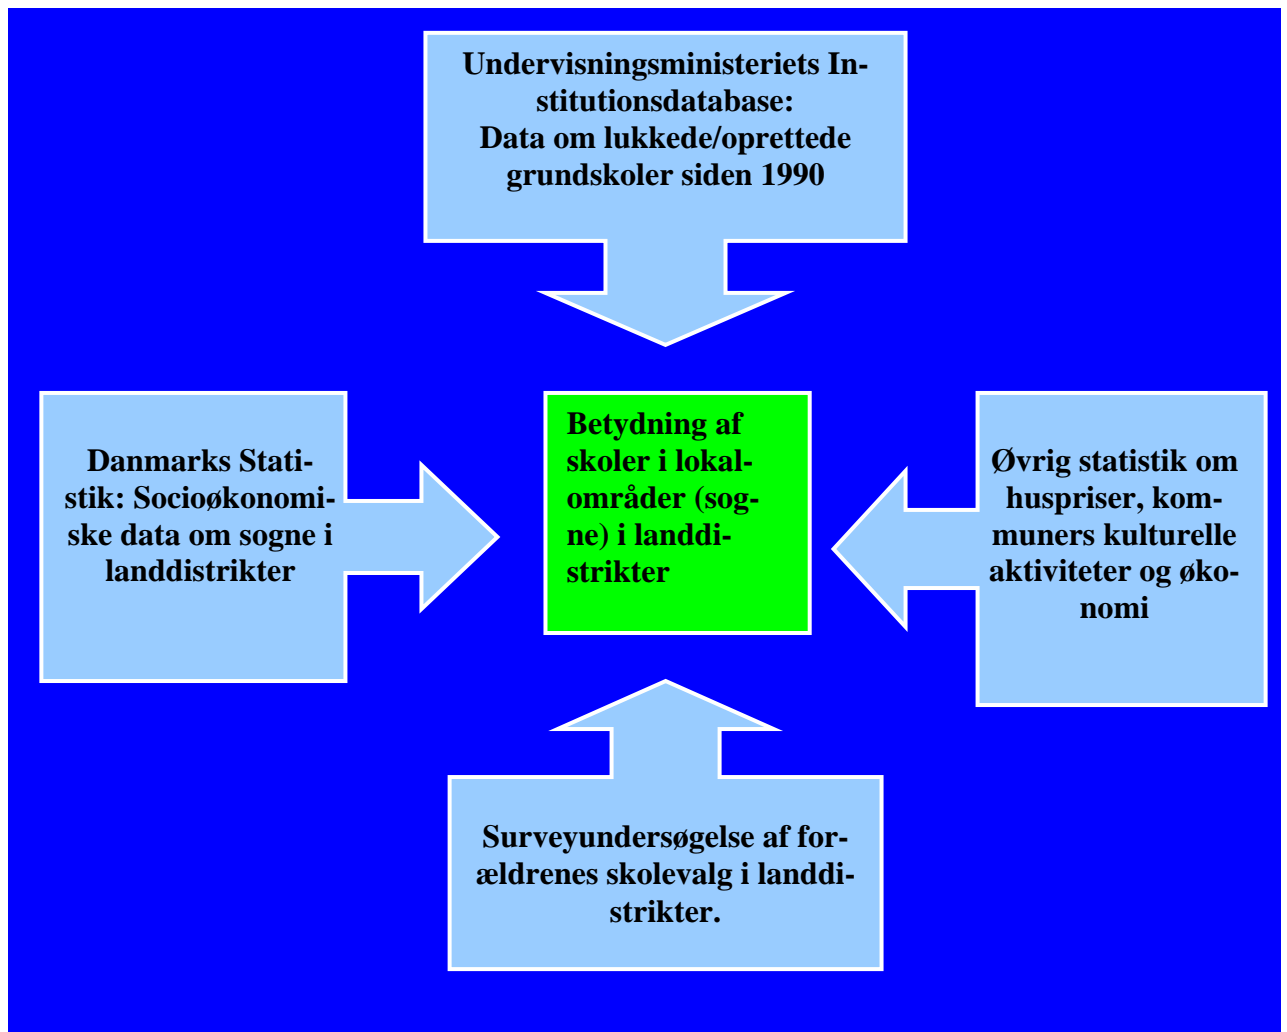 Undervisningsministeriets In-
stitutionsdatabase:
Data om lukkede/oprettede
grundskoler siden 1990
Danmarks Stati-
stik: Socioøkonomi-
ske data om sogne i
landdistrikter
Betydning af
skoler i lokal-
områder (sog-
ne) i landdi-
strikter
Øvrig statistik om
huspriser, kom-
muners kulturelle
aktiviteter og øko-
nomi
Surveyundersøgelse af for-
ældrenes skolevalg i landdi-
strikter.